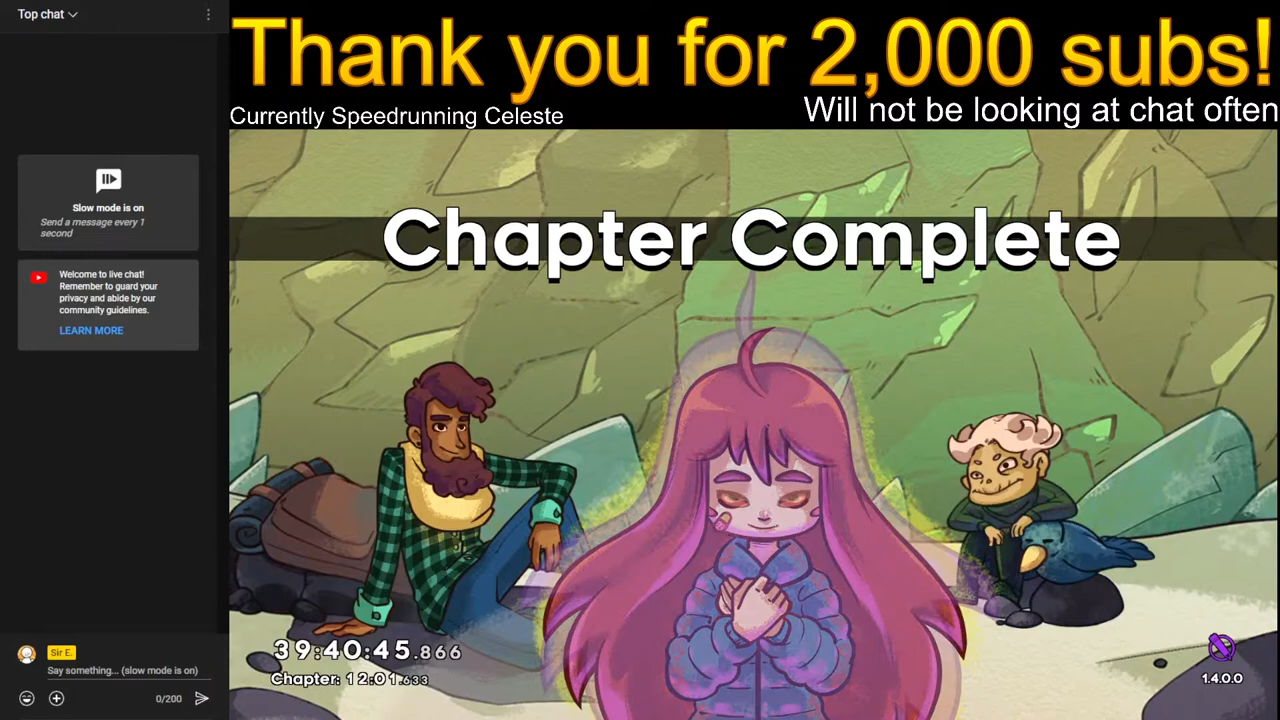 Top chat
Thank you for 2,000 subs!
Currently Speedrunning Celeste
Will not be looking at chat often
Slow mode is on
Send a message every 1
second
Welcome to live chat!
Remember to guard your
privacy and abide by our
community guidelines.
LEARN MORE
Chapter Complete
39:40:45.866
Chapter: 12:01.633
1.4.0.0
Sir E.
Say something... (slow mode is on)
0/200